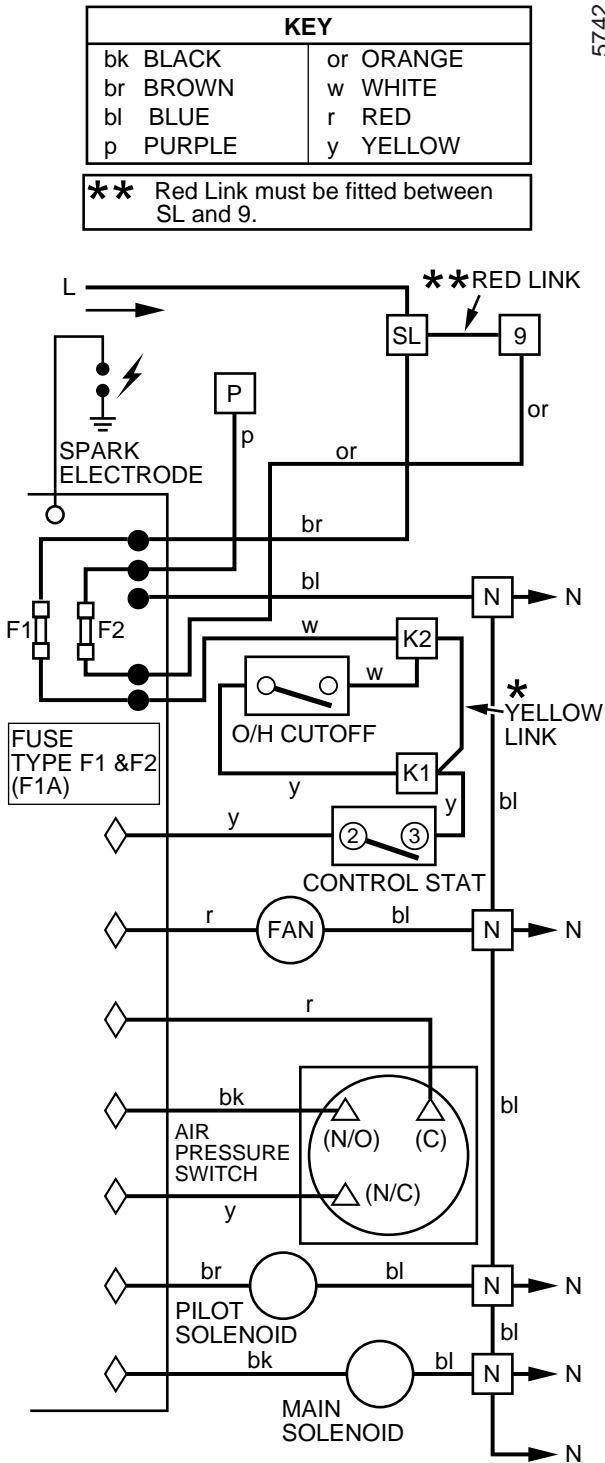 5742
KEY
bk BLACK or ORANGE
br BROWN w WHITE
bl BLUE r RED
p PURPLE y YELLOW
** Red Link must be fitted between
SL and 9.
L
**RED LINK
SL 9
P
or
p
SPARK
ELECTRODE
or
br
bl
N N
F1 F2
w
K2
w
*
YELLOW
LINK
O/H CUTOFF
FUSE
TYPE F1 &F2
(F1A)
K1
y
y
bl
y
2 3
CONTROL STAT
r FAN bl N N
r
bk
(N/O) (C)
bl
AIR
PRESSURE
SWITCH
(N/C)
y
br bl N N
PILOT
SOLENOID
bl
bk bl N N
MAIN
SOLENOID
N